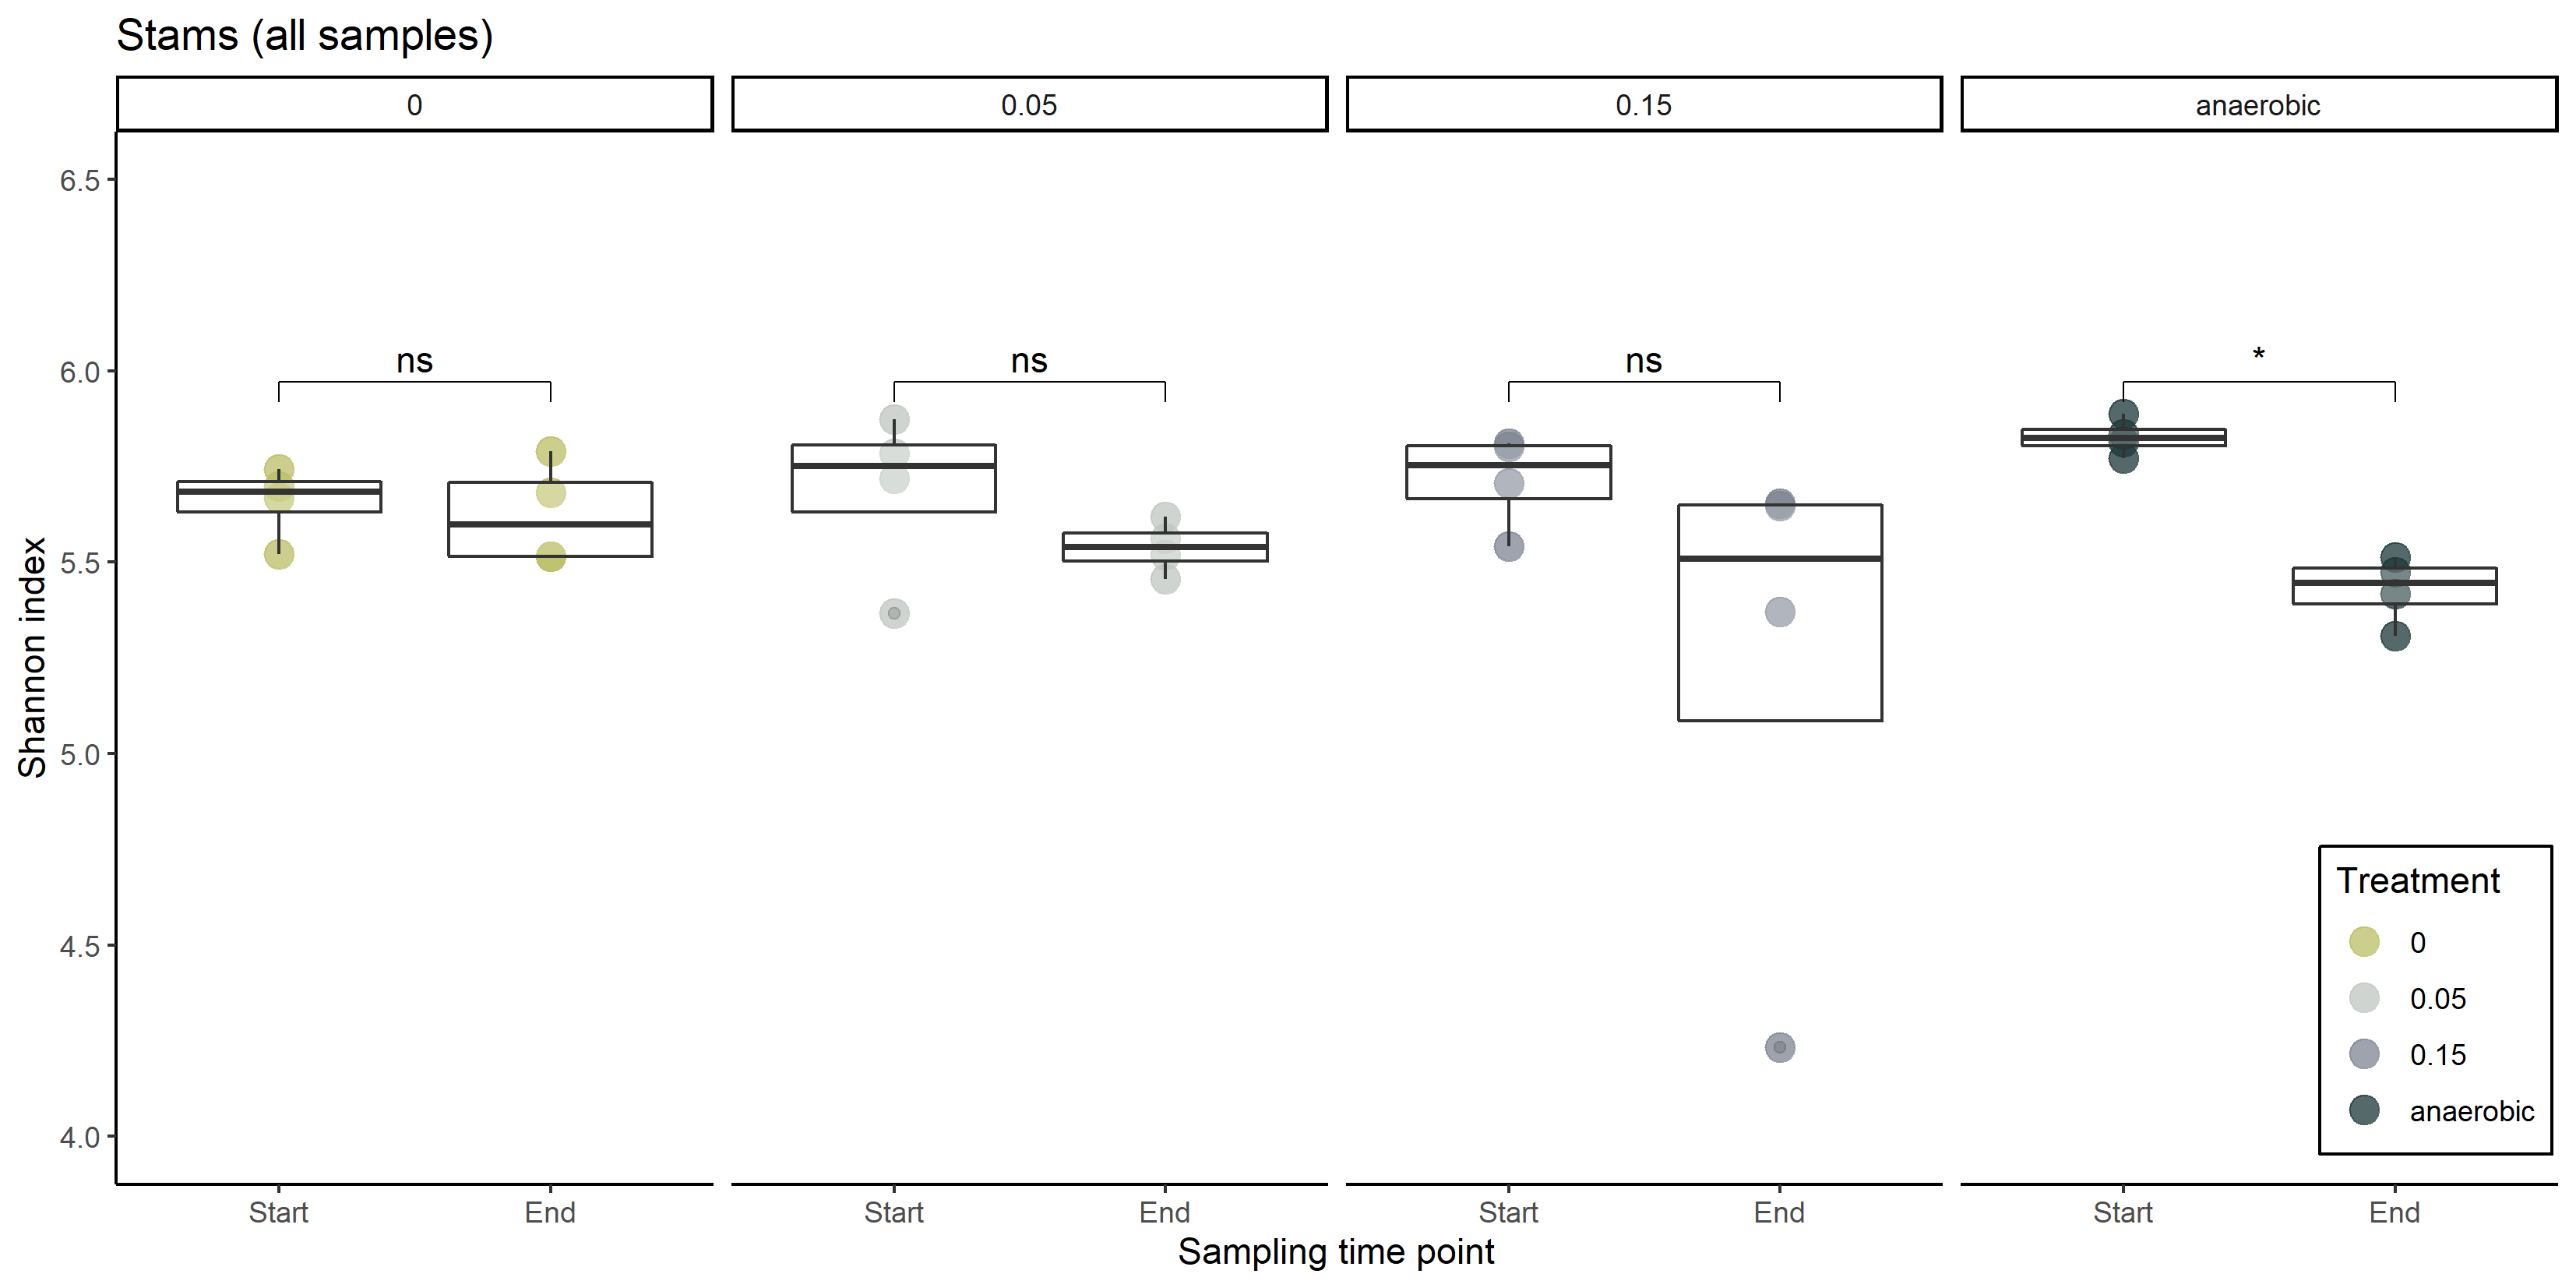 Stams (all samples)
0
0.05
0.15
anaerobic
Shannon index
6.5
6.0
5.5
5.0
4.5
4.0
ns
ns
ns
*
Treatment
0
0.05
0.15
anaerobic
Start
End
Start
End
Start
End
Start
End
Sampling time point